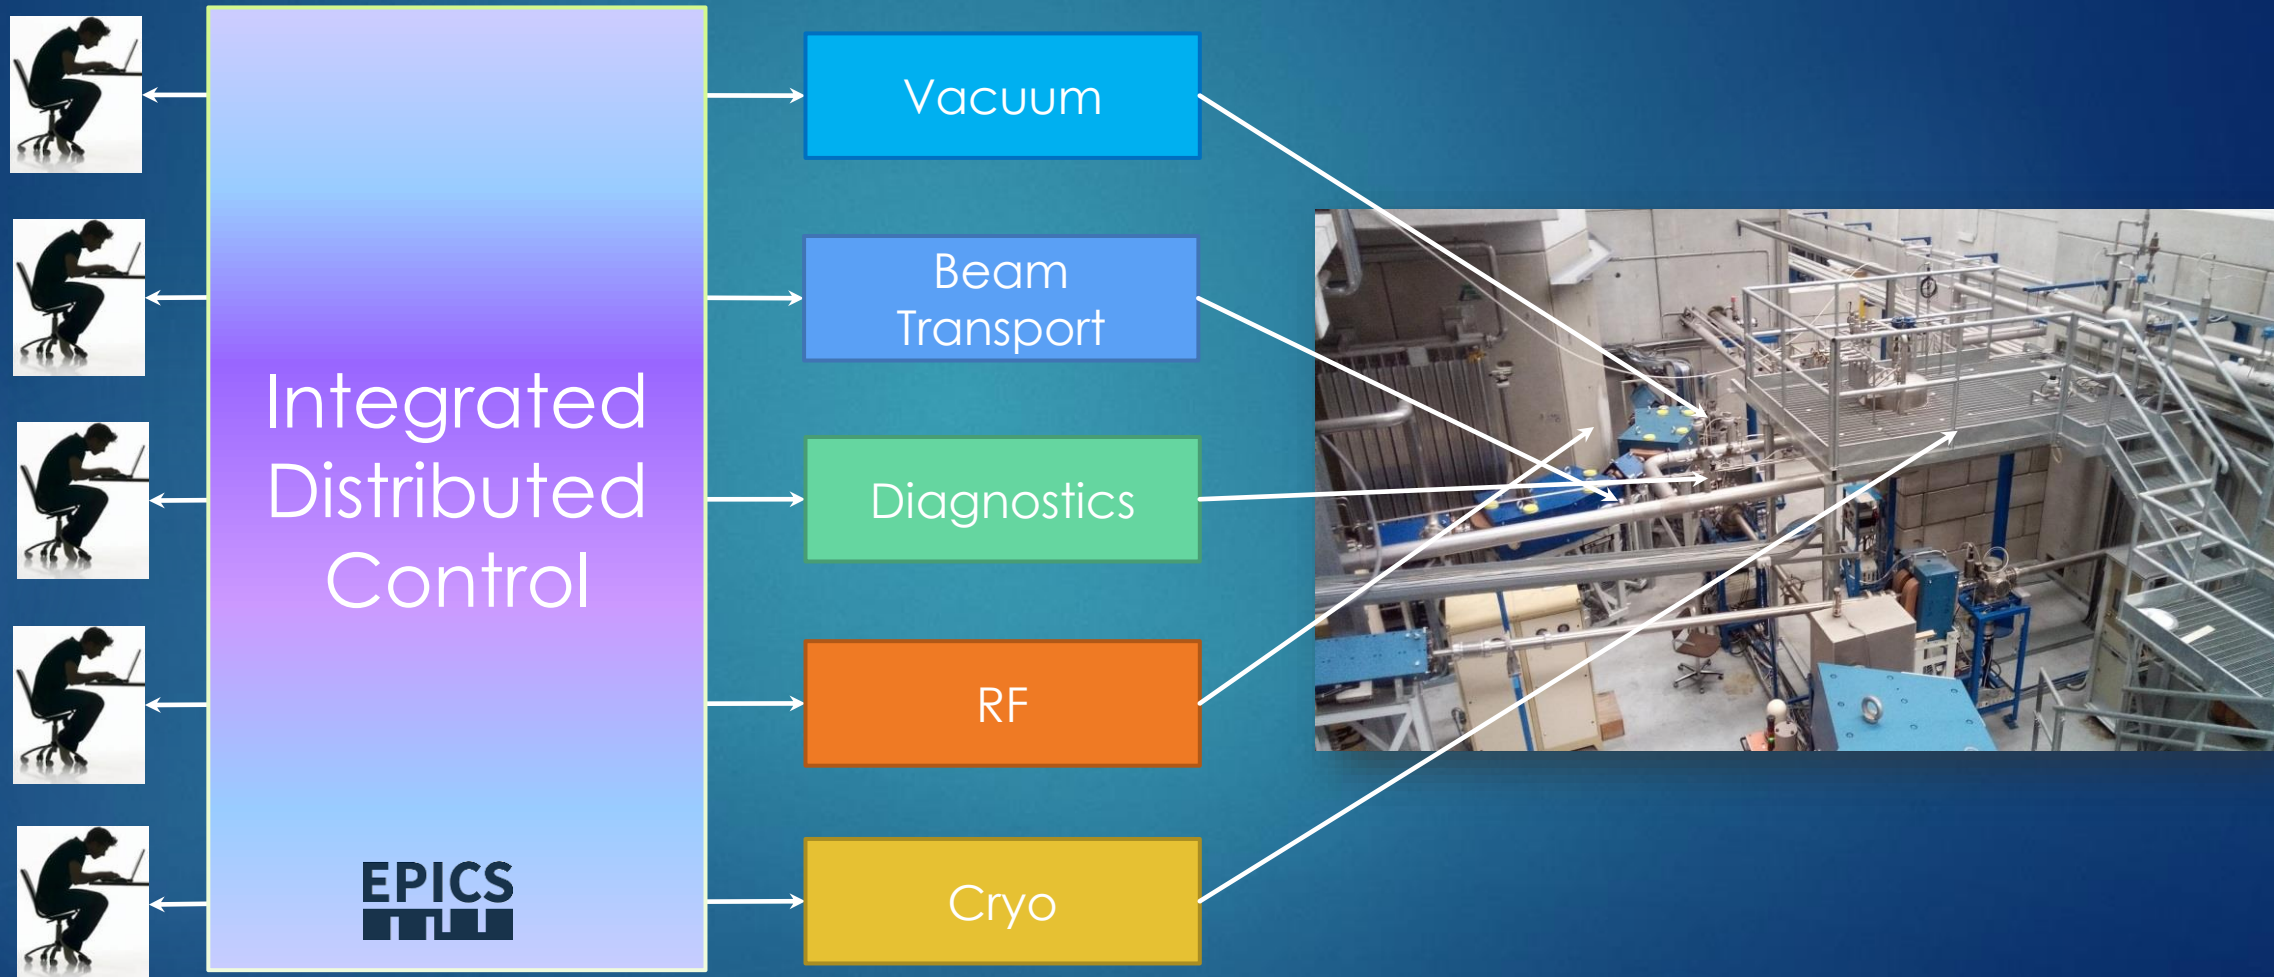 Integrated
Distributed
Control
EPICS
Vacuum
Beam
Transport
Diagnostics
RF
Cryo